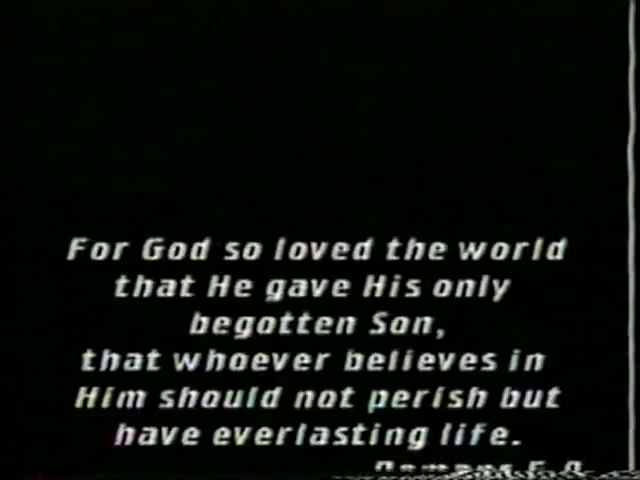 For God so loved the world
that He gave His only
begotten Son,
that whoever believes in
Him should not perish but
have everlasting life.